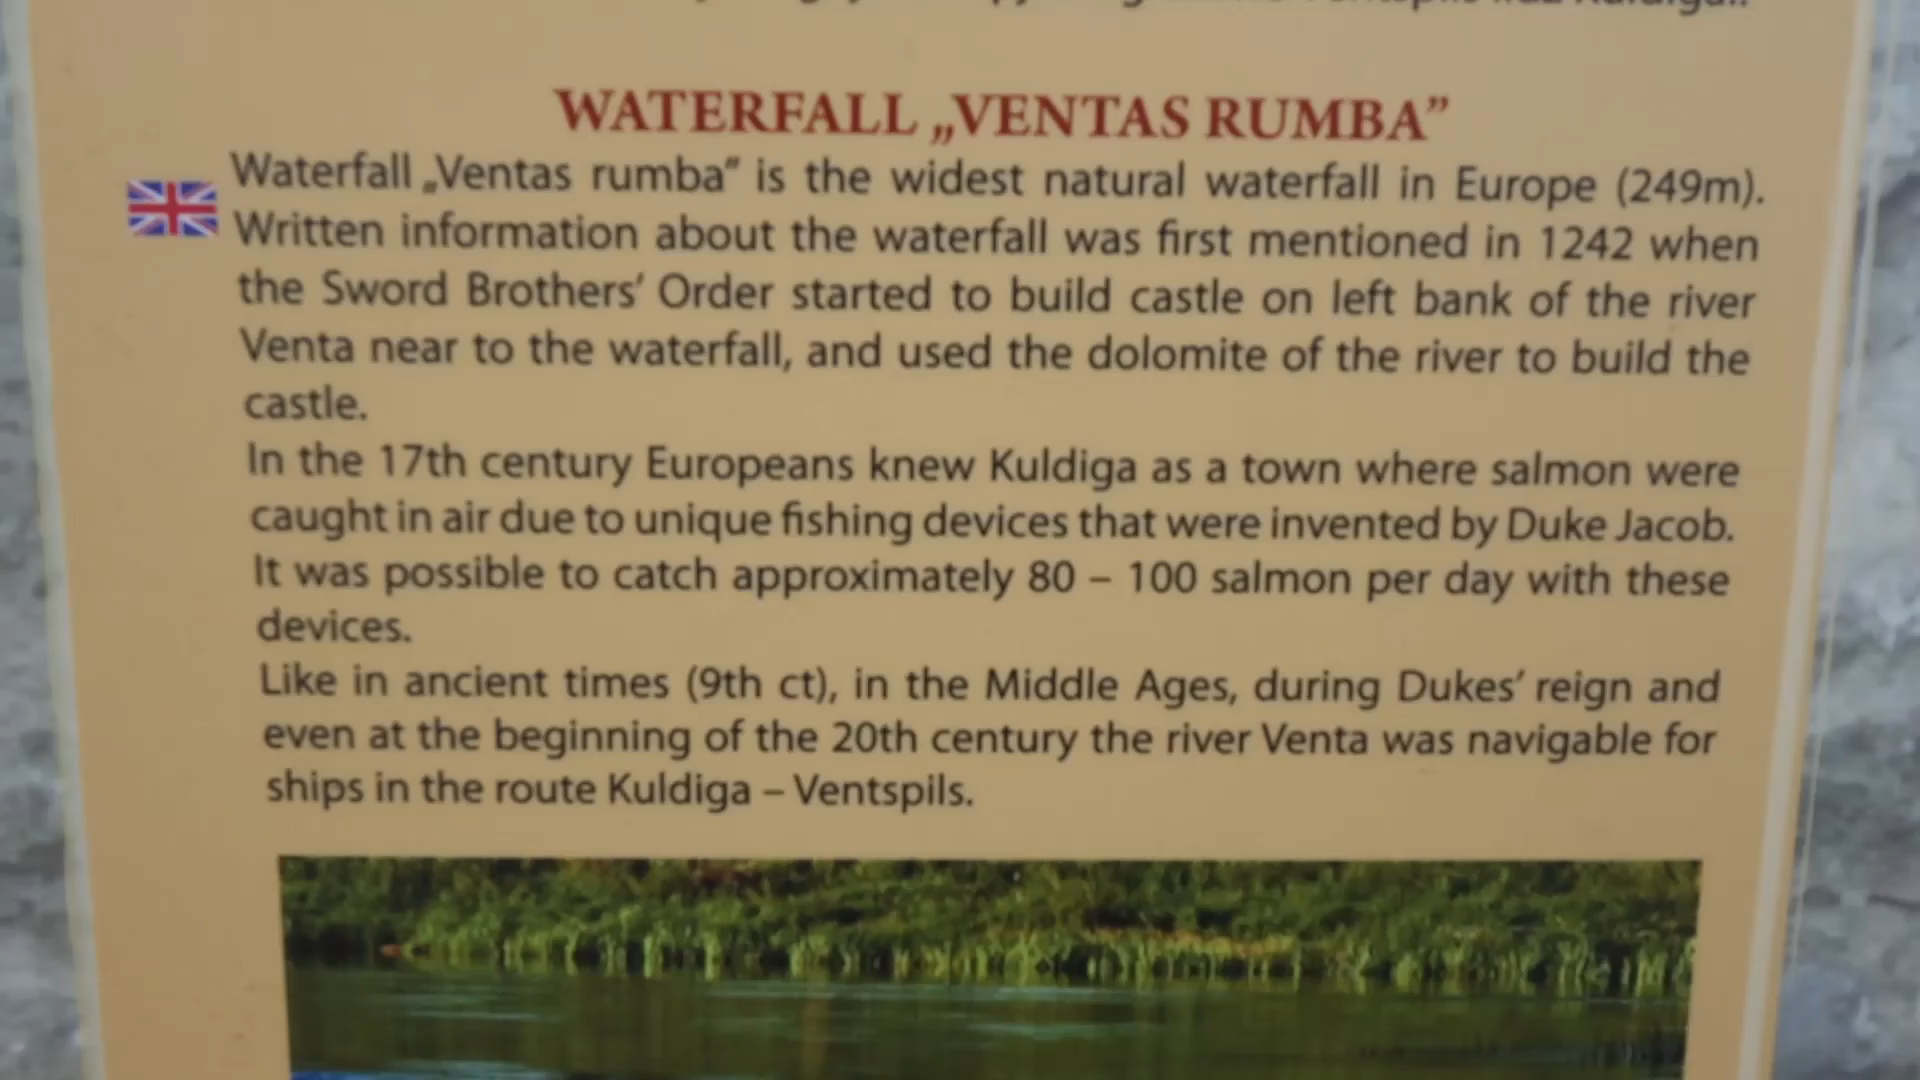 WATERFALL „VENTAS RUMBA”
Waterfall „Ventas rumba” is the widest natural waterfall in Europe (249m).
Written information about the waterfall was first mentioned in 1242 when
the Sword Brothers’ Order started to build castle on left bank of the river
Venta near to the waterfall, and used the dolomite of the river to build the
castle.
In the 17th century Europeans knew Kuldiga as a town where salmon were
caught in air due to unique fishing devices that were invented by Duke Jacob.
It was possible to catch approximately 80 – 100 salmon per day with these
devices.
Like in ancient times (9th ct), in the Middle Ages, during Dukes’ reign and
even at the beginning of the 20th century the river Venta was navigable for
ships in the route Kuldiga – Ventspils.